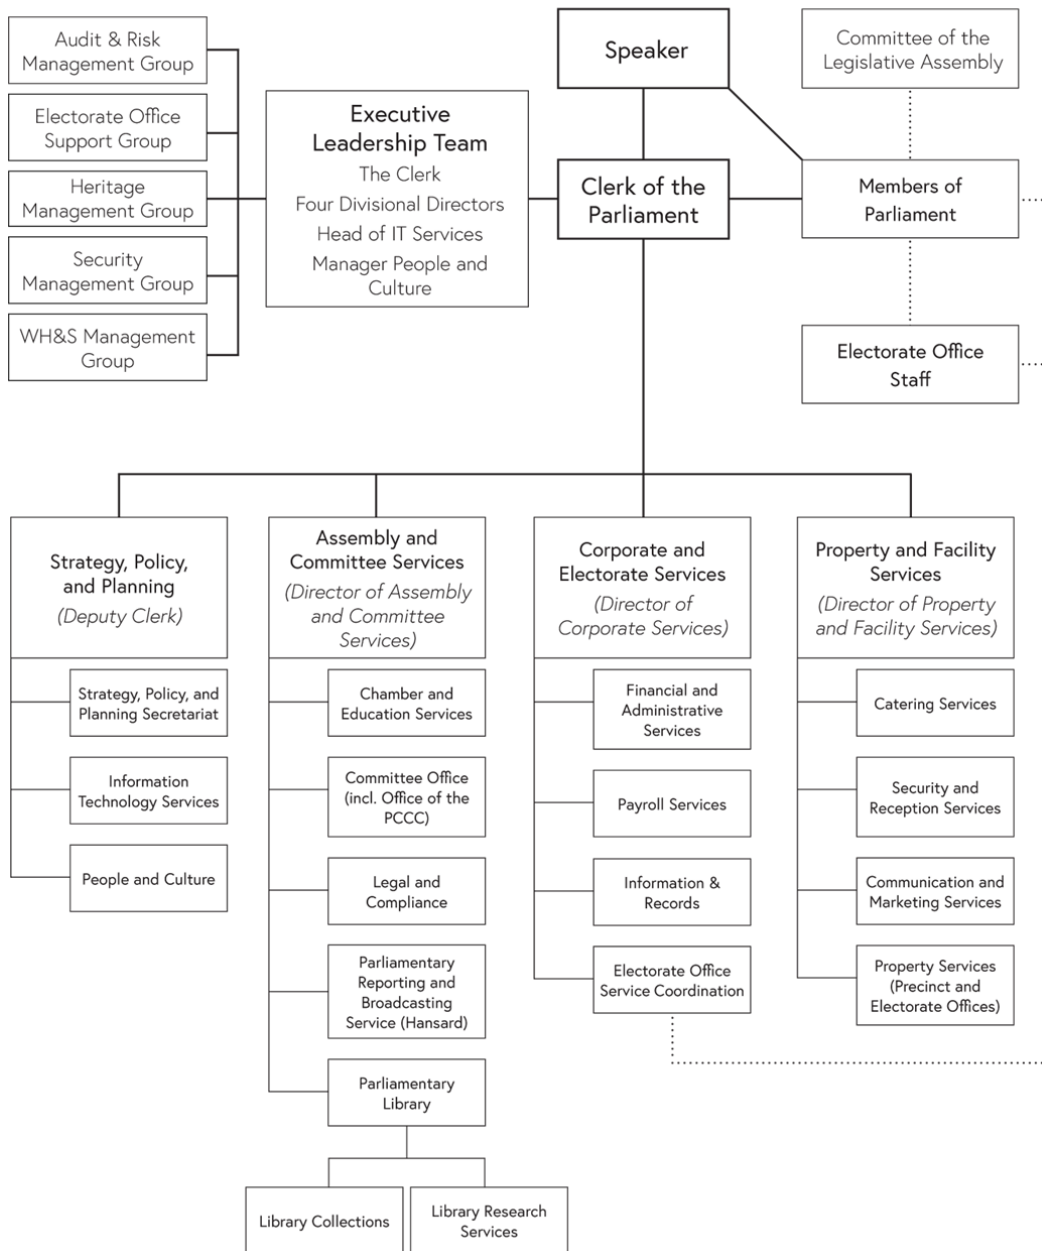 Audit & Risk
Management Group
Electorate Office
Support Group
Heritage
Management Group
Security
Management Group
WH&S Management
Group
Executive
Leadership Team
The Clerk
Four Divisional Directors
Head of IT Services
Manager People and
Culture
Speaker
Clerk of the
Parliament
Committee of the
Legislative Assembly
Members of
Parliament
Electorate Office
Staff
Strategy, Policy,
and Planning
(Deputy Clerk)
Strategy, Policy, and
Planning Secretariat
Information
Technology Services
People and Culture
Assembly and
Committee Services
(Director of Assembly
and Committee
Services)
Chamber and
Education Services
Committee Office
(incl. Office of the
PCCC)
Legal and
Compliance
Parliamentary
Reporting and
Broadcasting
Service (Hansard)
Parliamentary
Library
Library Collections
Library Research
Services
Corporate and
Electorate Services
(Director of
Corporate Services)
Financial and
Administrative
Services
Payroll Services
Information &
Records
Electorate Office
Service Coordination
Property and Facility
Services
(Director of Property
and Facility Services)
Catering Services
Security and
Reception Services
Communication and
Marketing Services
Property Services
(Precinct and
Electorate Offices)